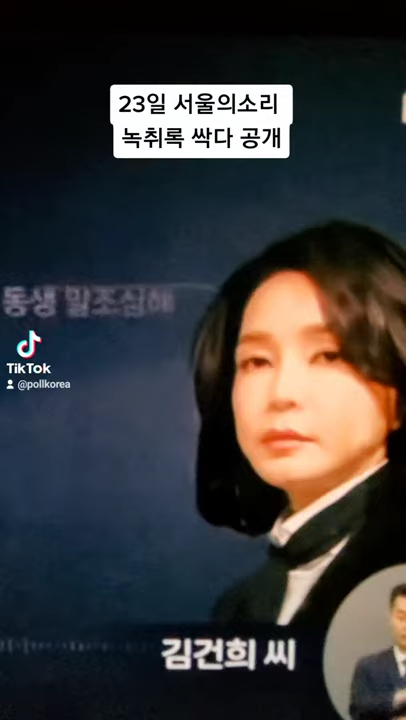 23일 서울의소리
녹취록 싹다 공개
동생 말조심해
TikTok
@pollkorea
김건희 씨